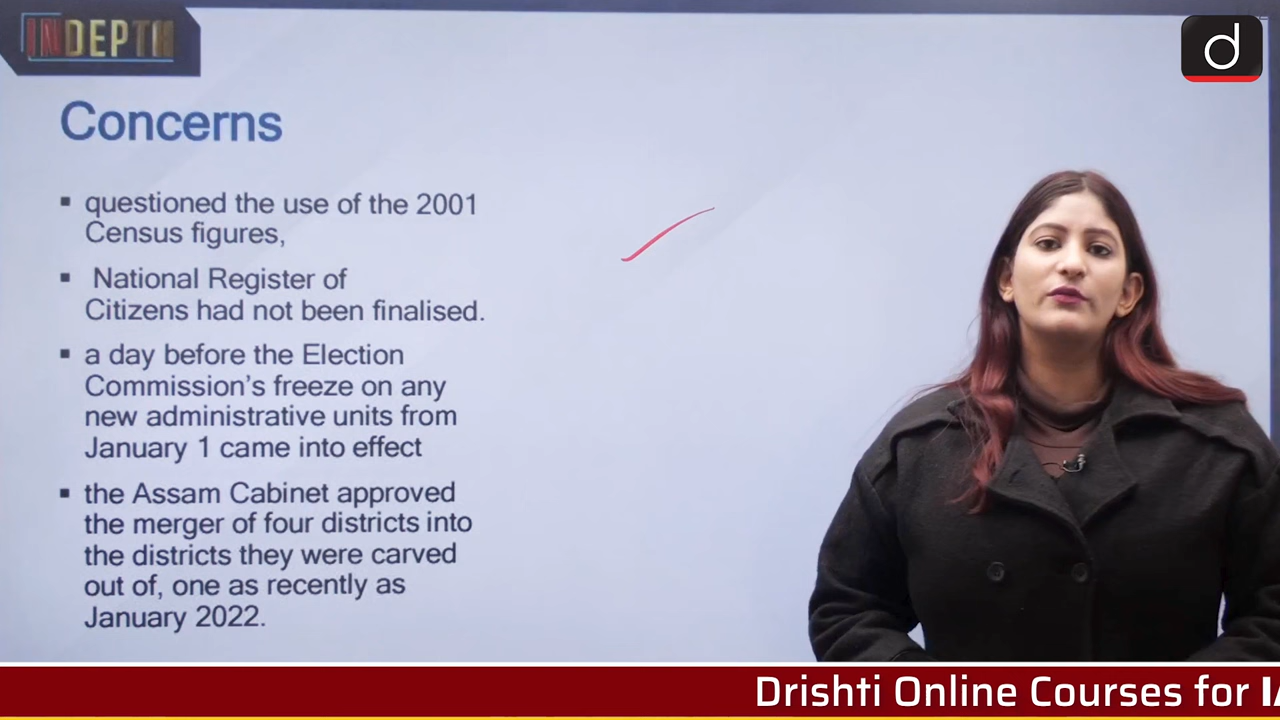 INDEPTH
d
Concerns
▪ questioned the use of the 2001
Census figures,
▪ National Register of
Citizens had not been finalised.
▪ a day before the Election
Commission's freeze on any
new administrative units from
January 1 came into effect
▪ the Assam Cabinet approved
the merger of four districts into
the districts they were carved
out of, one as recently as
January 2022.
Drishti Online Courses for IA